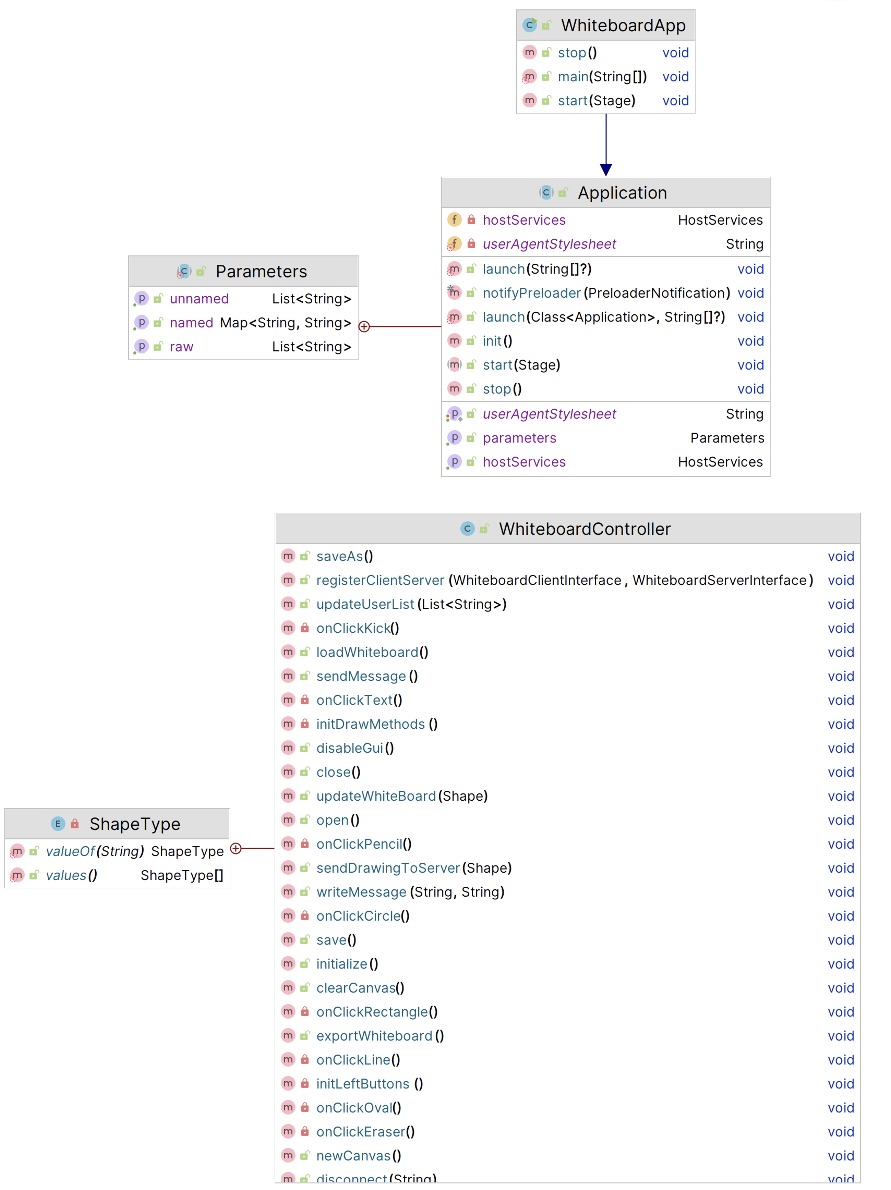 WhiteboardApp
stop() void
main(String[]) void
start(Stage) void
Application
hostServices HostServices
userAgentStylesheet String
launch(String[]?) void
notifyPreloader(PreloaderNotification) void
launch(Class<Application>, String[]?) void
init() void
start(Stage) void
stop() void
userAgentStylesheet String
parameters Parameters
hostServices HostServices
Parameters
unnamed List<String>
named Map<String, String>
raw List<String>
WhiteboardController
saveAs() void
registerClientServer(WhiteboardClientInterface, WhiteboardServerInterface) void
updateUserList(List<String>) void
onClickKick() void
loadWhiteboard() void
sendMessage() void
onClickText() void
initDrawMethods() void
disableGui() void
close() void
updateWhiteBoard(Shape) void
open() void
onClickPencil() void
sendDrawingToServer(Shape) void
writeMessage(String, String) void
onClickCircle() void
save() void
initialize() void
clearCanvas() void
onClickRectangle() void
exportWhiteboard() void
onClickLine() void
initLeftButtons() void
onClickOval() void
onClickEraser() void
newCanvas() void
disconnect(String) void
ShapeType
valueOf(String) ShapeType
values() ShapeType[]